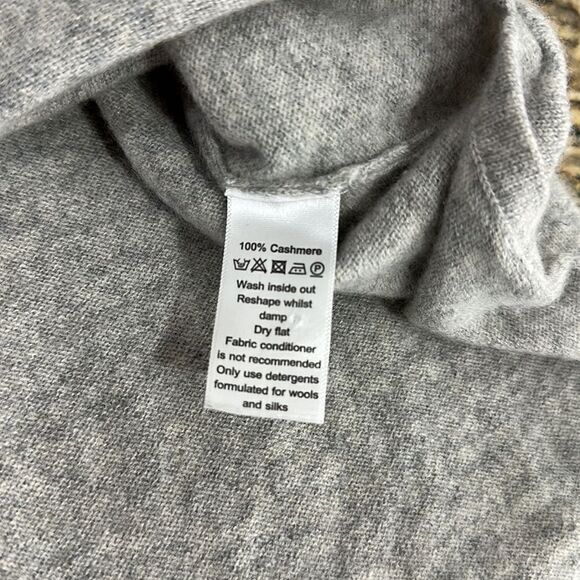 100% Cashmere
P
Wash inside out
Reshape whilst
damp
Dry flat
Fabric conditioner
is not recommended
Only use detergents
formulated for wools
and silks